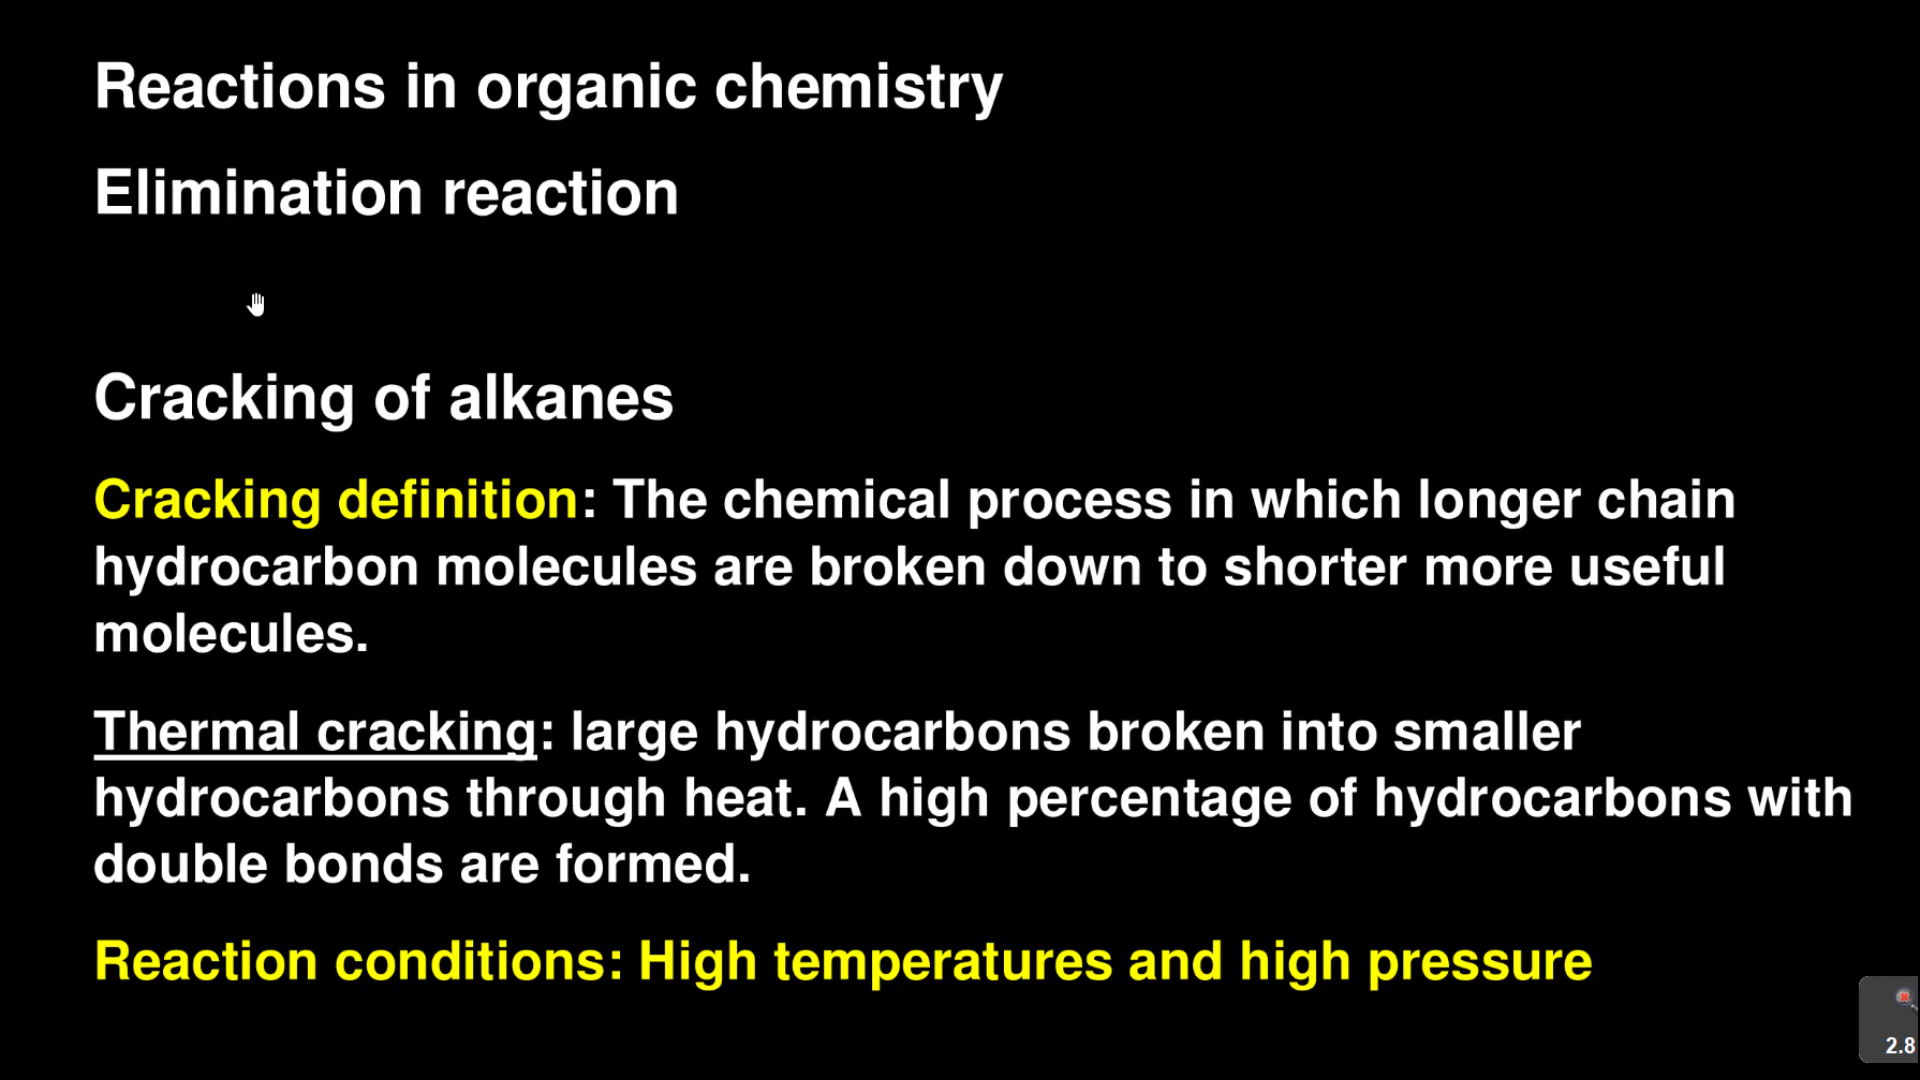 Reactions in organic chemistry
Elimination reaction
Cracking of alkanes
Cracking definition: The chemical process in which longer chain
hydrocarbon molecules are broken down to shorter more useful
molecules.
Thermal cracking: large hydrocarbons broken into smaller
hydrocarbons through heat. A high percentage of hydrocarbons with
double bonds are formed.
Reaction conditions: High temperatures and high pressure
2.8